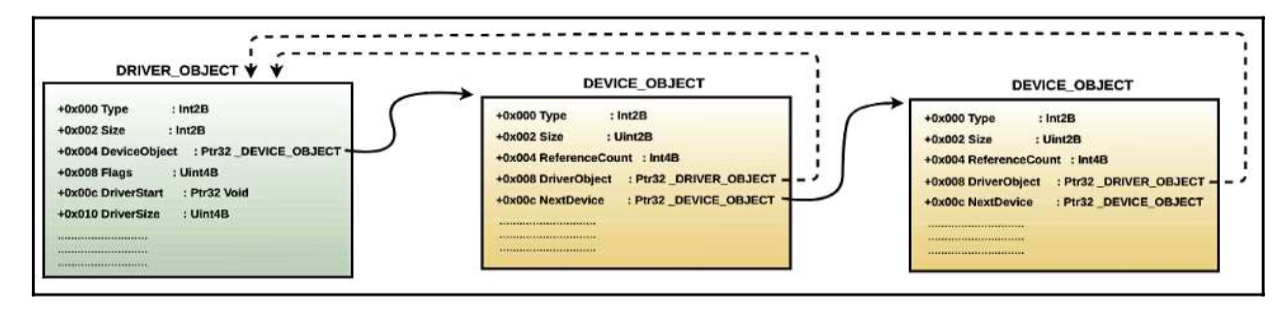 DRIVER_OBJECT
+0x000 Type : Int2B
+0x002 Size : Int2B
+0x004 DeviceObject : Ptr32 _DEVICE_OBJECT
+0x008 Flags : Uint4B
+0x00c DriverStart : Ptr32 Void
+0x010 DriverSize : Uint4B
............................
............................
............................
DEVICE_OBJECT
+0x000 Type : Int2B
+0x002 Size : Uint2B
+0x004 ReferenceCount : Int4B
+0x008 DriverObject : Ptr32 _DRIVER_OBJECT
+0x00c NextDevice : Ptr32 _DEVICE_OBJECT
............................
............................
............................
DEVICE_OBJECT
+0x000 Type : Int2B
+0x002 Size : Uint2B
+0x004 ReferenceCount : Int4B
+0x008 DriverObject : Ptr32 _DRIVER_OBJECT
+0x00c NextDevice : Ptr32 _DEVICE_OBJECT
............................
............................
............................